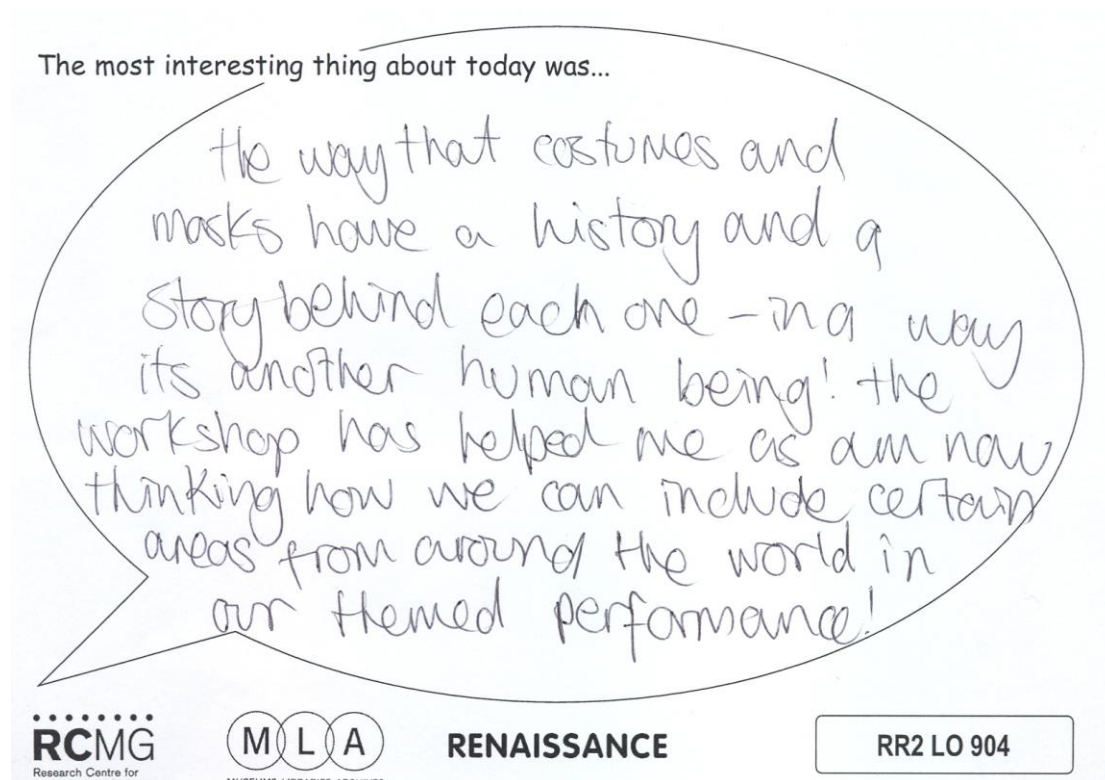 The most interesting thing about today was...
the way that costumes and
masks have a history and a
story behind each one - in a way
its another human being! the
workshop has helped me as am now
thinking how we can include certain
areas from around the world in
our themed performance!
RCMG
Research Centre for
MLA
MUSEUMS LIBRARIES ARCHIVES
RENAISSANCE
RR2 LO 904